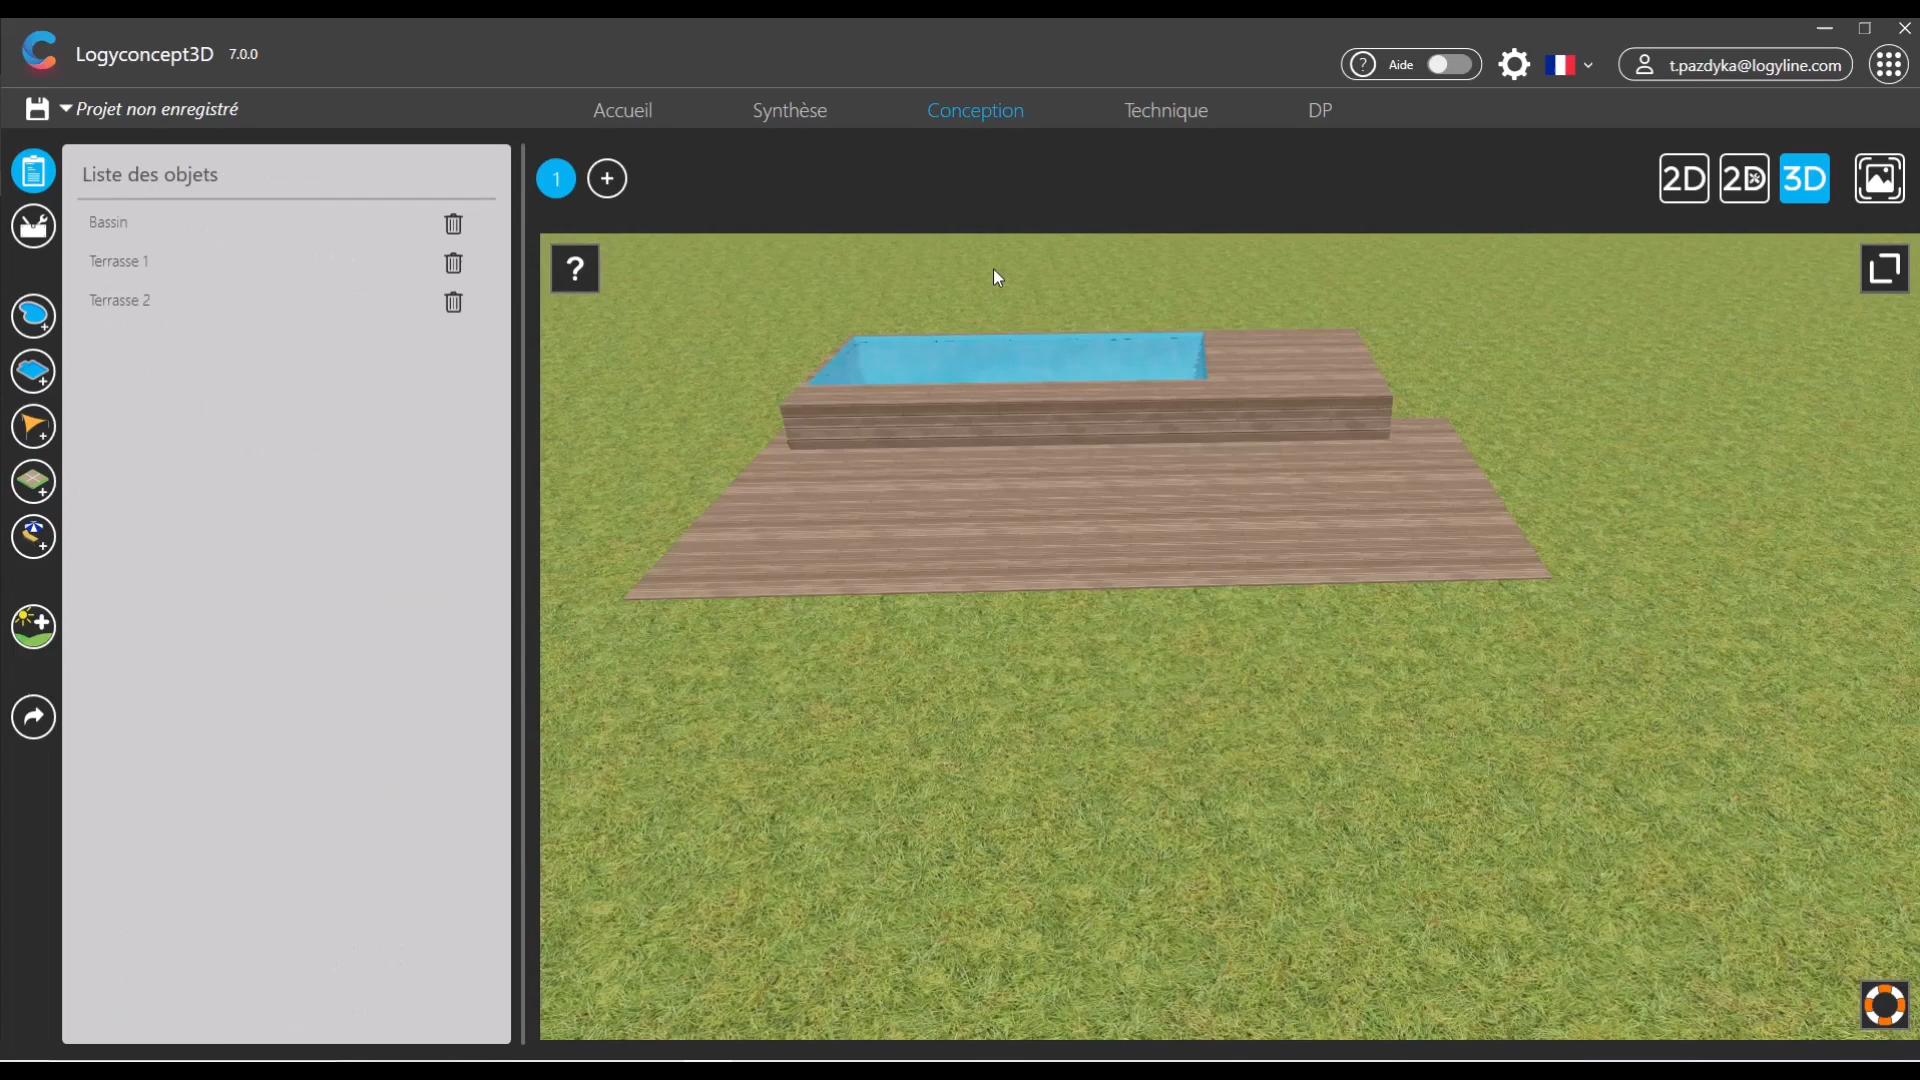 Logyconcept3D 7.0.0
? Aide
t.pazdyka@logyline.com
Projet non enregistré
Accueil Synthèse Conception Technique DP
Liste des objets
Bassin
Terrasse 1
Terrasse 2
1 +
2D 2D 3D
?